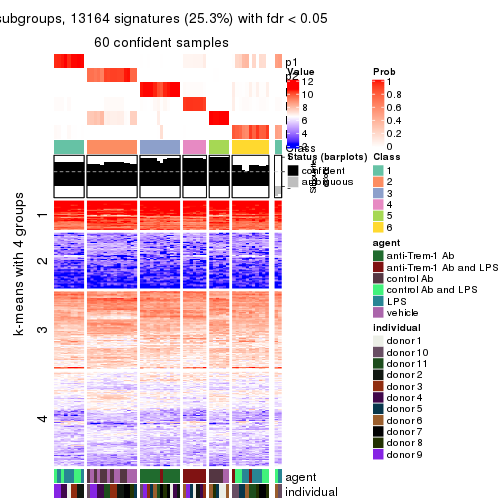 subgroups, 13164 signatures (25.3%) with fdr < 0.05
60 confident samples
p1
Class
k-means with 4 groups
1
2
3
4
agent
individual
Value
12
10
8
6
4
2
Status (barplots)
confident
ambiguous
Prob
1
0.8
0.6
0.4
0.2
0
Class
1
2
3
4
5
6
agent
anti-Trem-1 Ab
anti-Trem-1 Ab and LPS
control Ab
control Ab and LPS
LPS
vehicle
individual
donor 1
donor 10
donor 11
donor 2
donor 3
donor 4
donor 5
donor 6
donor 7
donor 8
donor 9